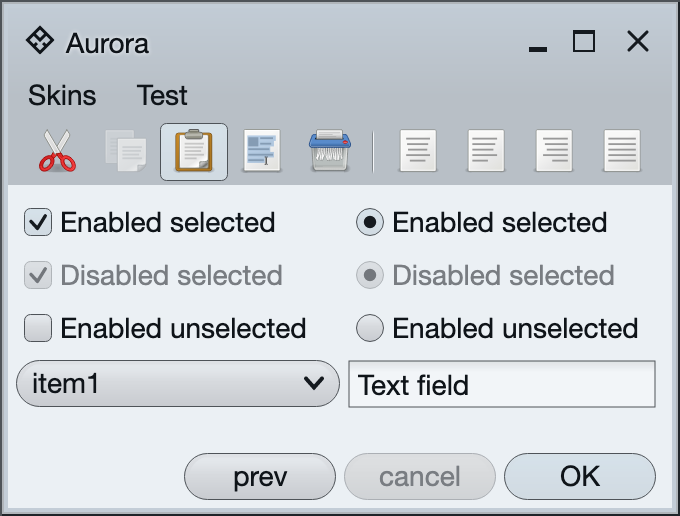 Aurora
Skins Test
Enabled selected Enabled selected
Disabled selected Disabled selected
Enabled unselected Enabled unselected
item1 Text field
prev cancel OK